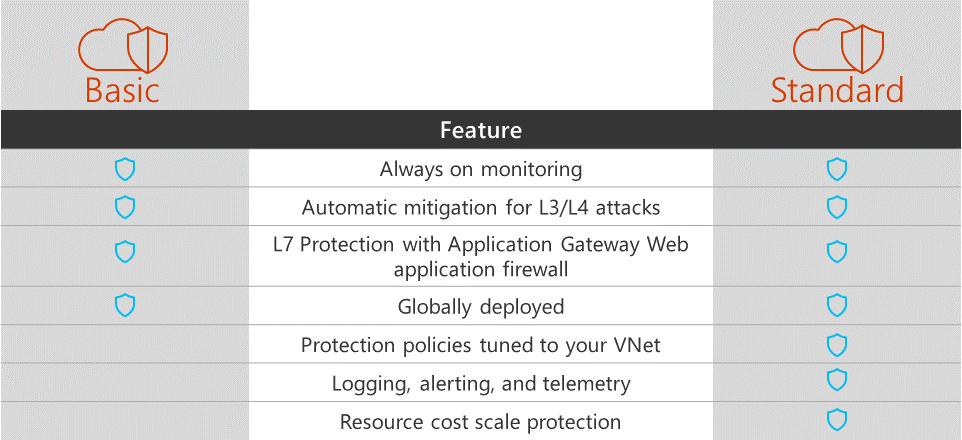 Basic
Standard
Feature
Always on monitoring
Automatic mitigation for L3/L4 attacks
L7 Protection with Application Gateway Web
application firewall
Globally deployed
Protection policies tuned to your VNet
Logging, alerting, and telemetry
Resource cost scale protection